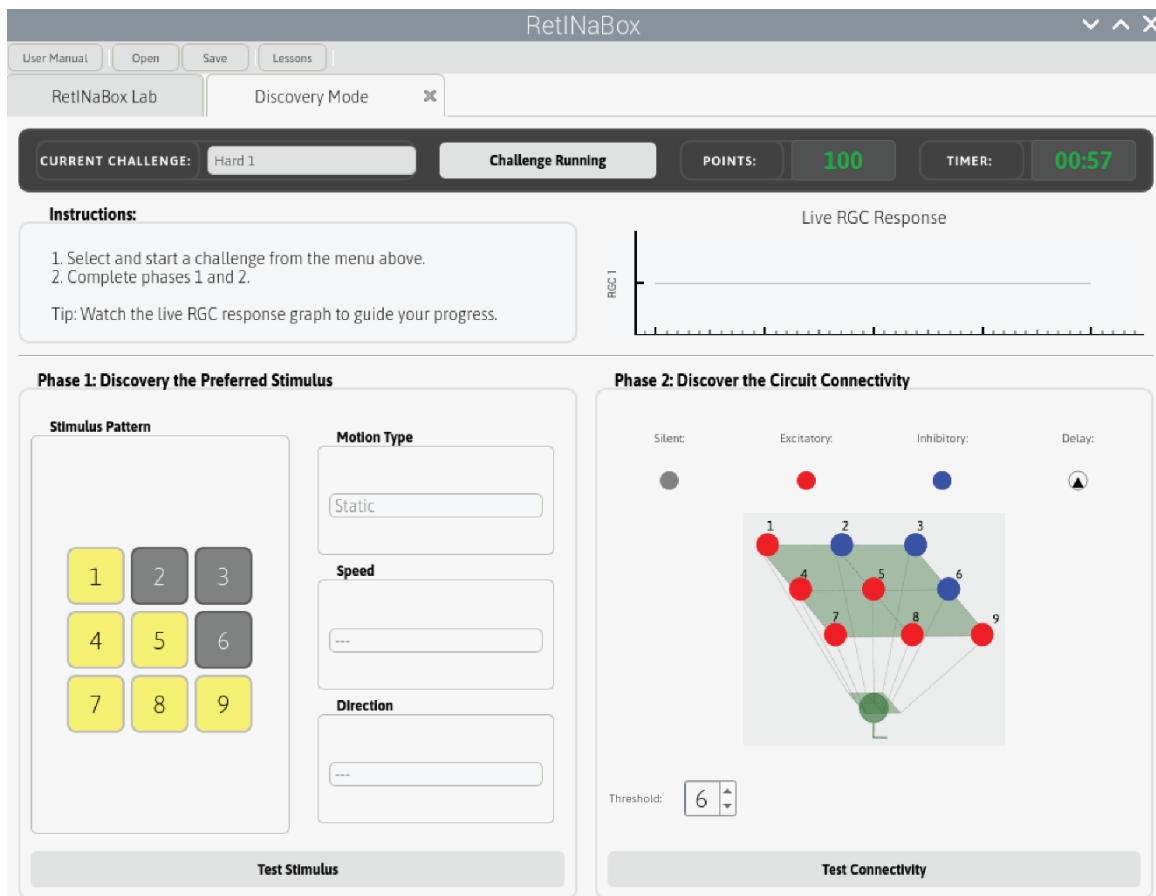 RetINaBox
User Manual Open Save Lessons
RetINaBox Lab Discovery Mode
CURRENT CHALLENGE: Hard 1 Challenge Running POINTS: 100 TIMER: 00:57
Instructions:
1. Select and start a challenge from the menu above.
2. Complete phases 1 and 2.
Tip: Watch the live RGC response graph to guide your progress.
Live RGC Response
RGC 1
Phase 1: Discovery the Preferred Stimulus
Stimulus Pattern
1 2 3
4 5 6
7 8 9
Motion Type
Static
Speed
---
Direction
---
Test Stimulus
Phase 2: Discover the Circuit Connectivity
Silent: Excitatory: Inhibitory: Delay:
1 2 3
4 5 6
7 8 9
Threshold: 6
Test Connectivity